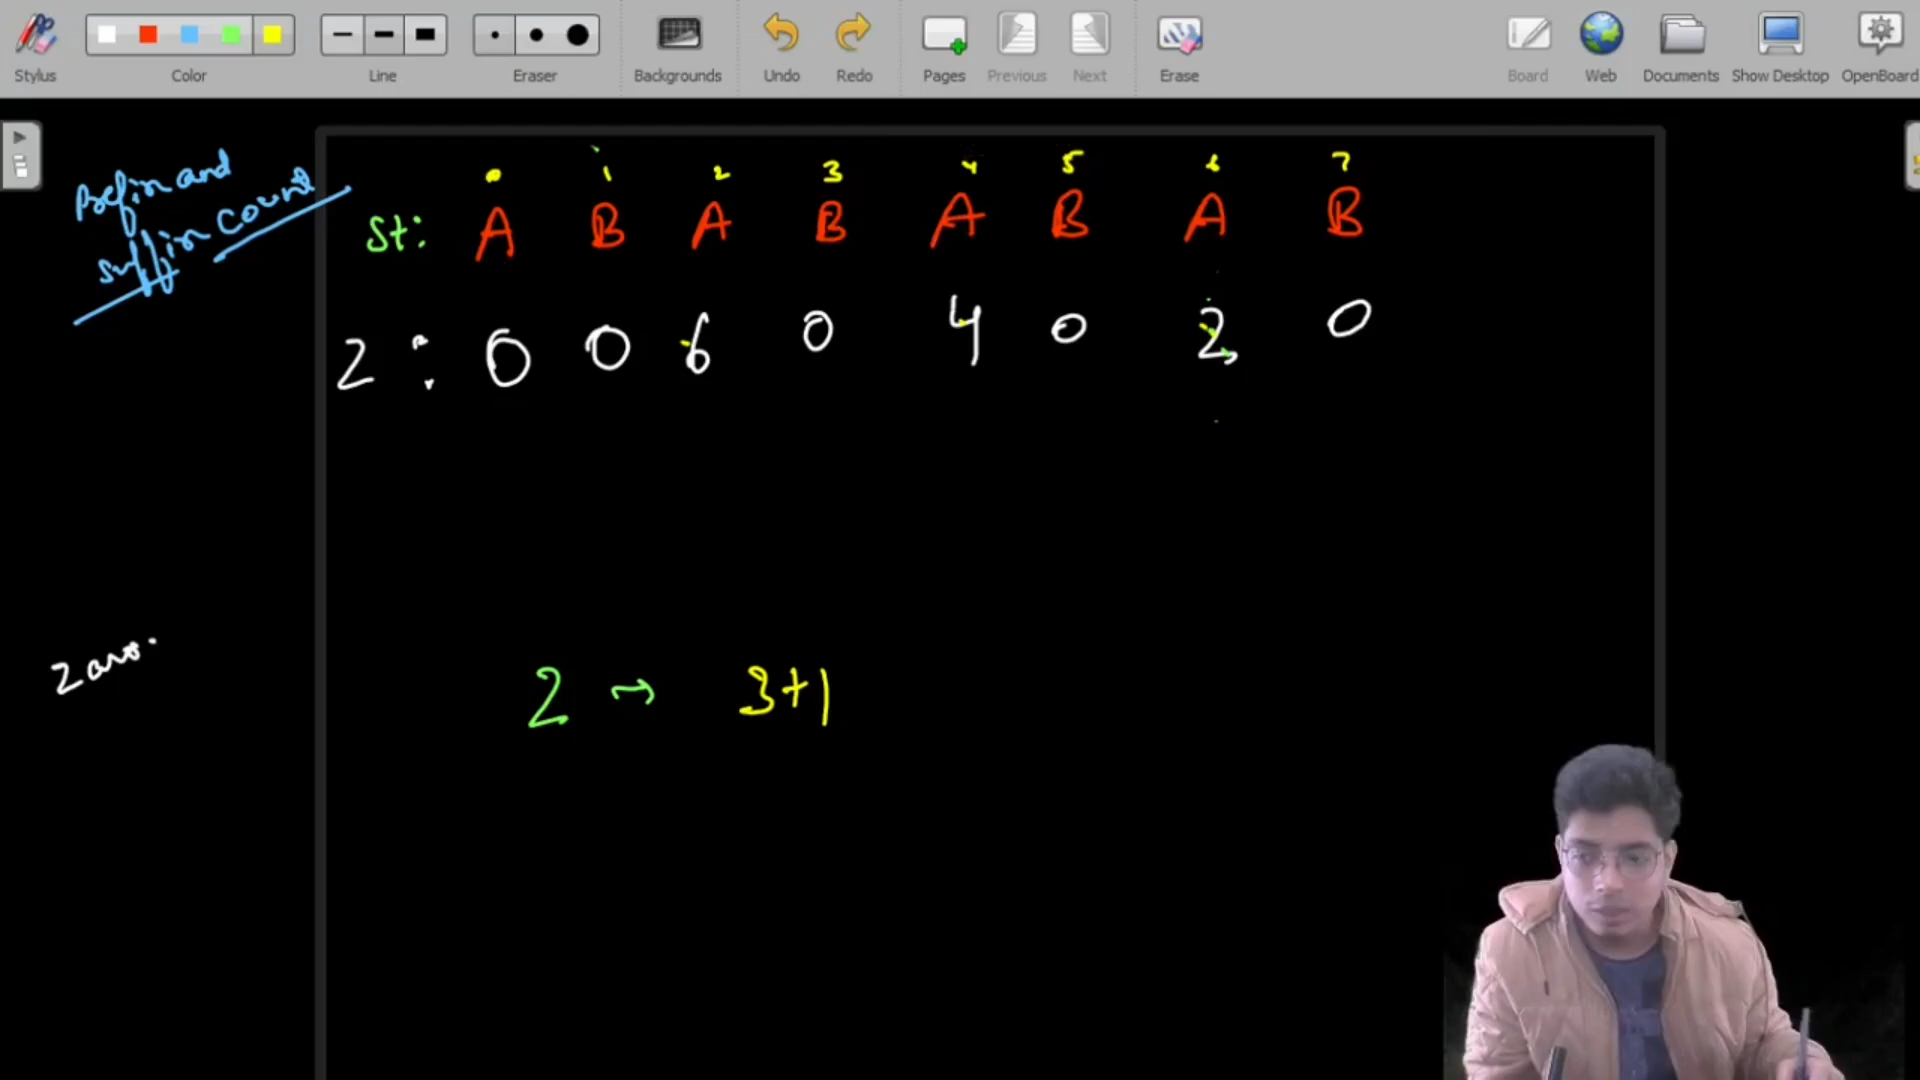 Stylus Color Line Eraser Backgrounds Undo Redo Pages Previous Next Erase Board Web Documents Show Desktop OpenBoard
Prefix and
suffix count
0 1 2 3 4 5 6 7
St: A B A B A B A B
Z : 0 0 6 0 4 0 2 0
Z arr
2 → 3+1